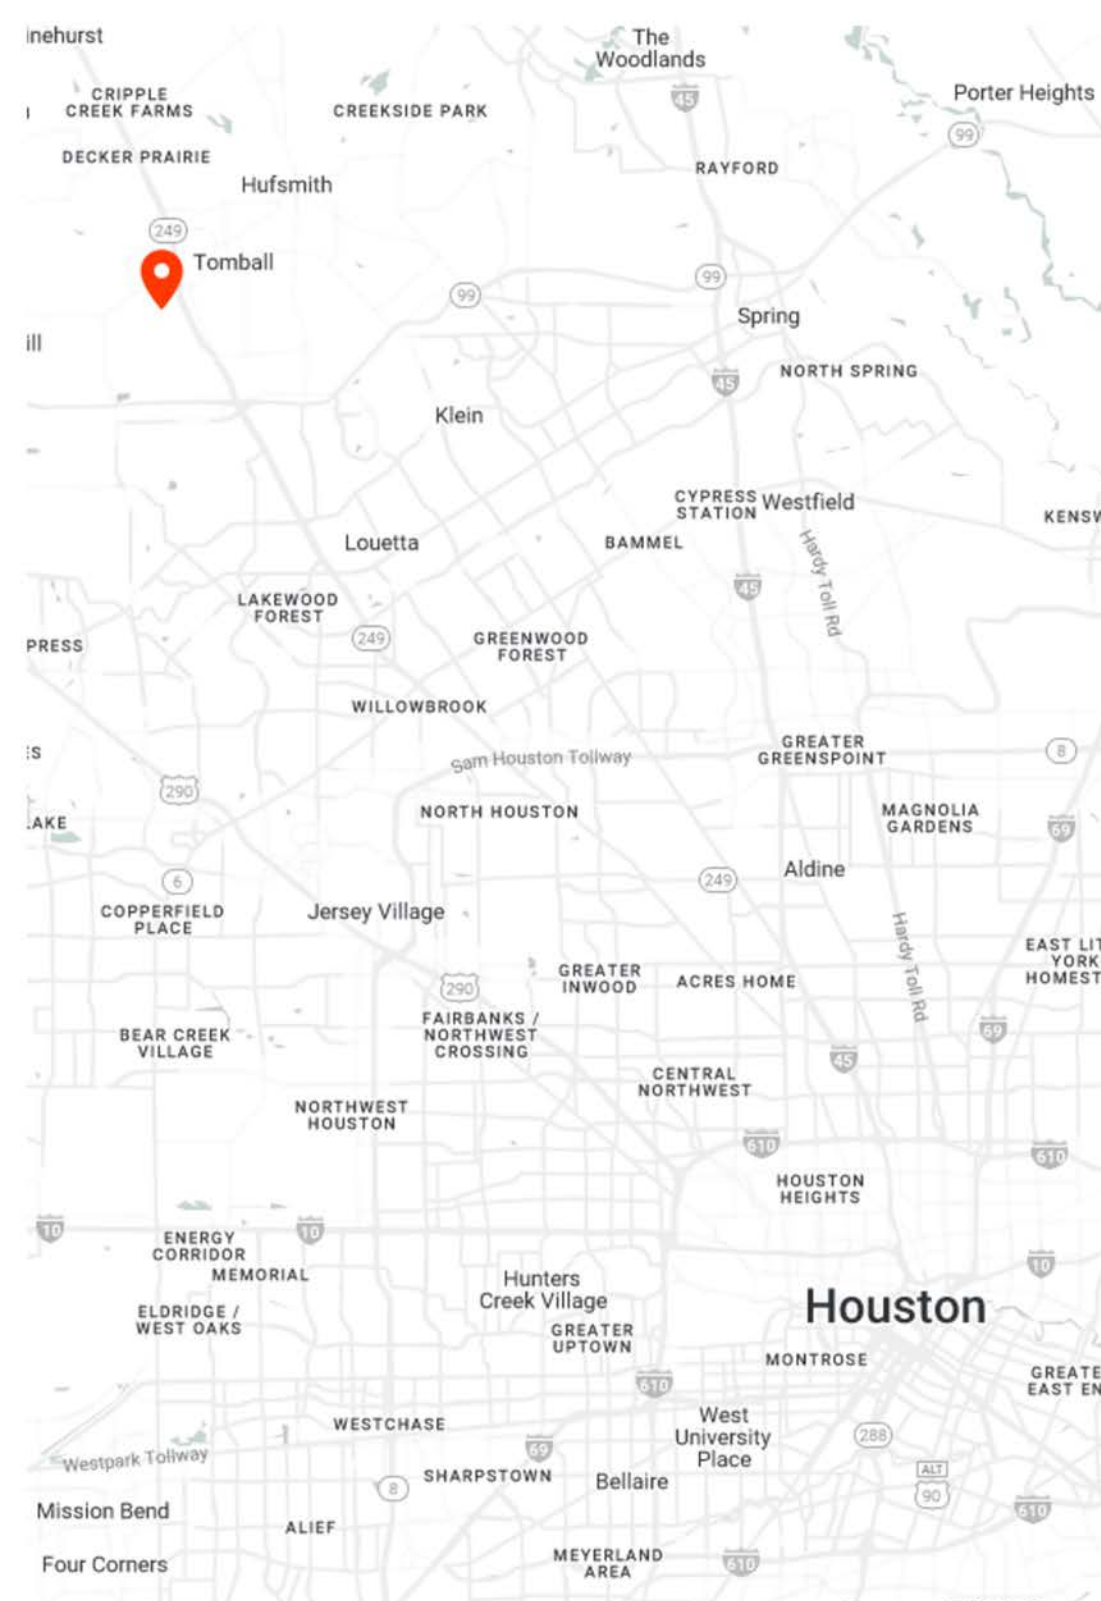 inehurst
The
Woodlands
CRIPPLE
CREEK FARMS
CREEKSIDE PARK
45
Porter Heights
99
DECKER PRAIRIE
RAYFORD
Hufsmith
249
Tomball
99
99
Spring
ill
NORTH SPRING
45
Klein
CYPRESS
STATION
Westfield
KENSW
Louetta
BAMMEL
Hardy Toll Rd
45
LAKEWOOD
FOREST
249
GREENWOOD
FOREST
PRESS
WILLOWBROOK
GREATER
GREENSPOINT
ES
Sam Houston Tollway
8
290
NORTH HOUSTON
MAGNOLIA
GARDENS
69
LAKE
Aldine
249
6
COPPERFIELD
PLACE
Jersey Village
Hardy Toll Rd
EAST LIT
YORK
HOMEST
GREATER
INWOOD
ACRES HOME
290
FAIRBANKS /
NORTHWEST
CROSSING
BEAR CREEK
VILLAGE
69
45
CENTRAL
NORTHWEST
NORTHWEST
HOUSTON
610
610
HOUSTON
HEIGHTS
10
10
ENERGY
CORRIDOR
MEMORIAL
10
Hunters
Creek Village
Houston
ELDRIDGE /
WEST OAKS
GREATER
UPTOWN
MONTROSE
GREATE
EAST EN
610
WESTCHASE
West
University
Place
288
69
Westpark Tollway
SHARPSTOWN
Bellaire
ALT
90
8
Mission Bend
610
ALIEF
Four Corners
MEYERLAND
AREA
610